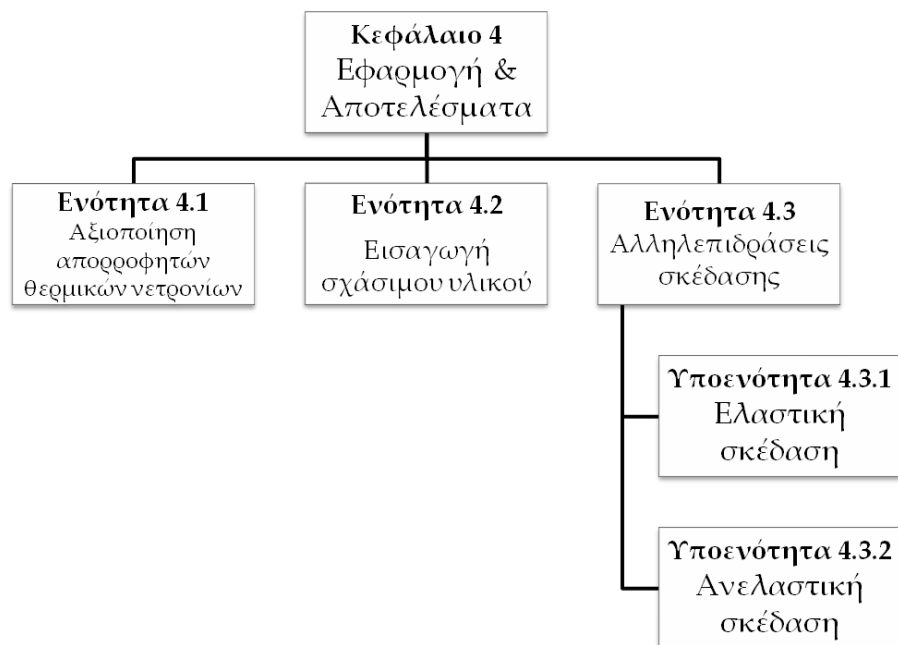 Κεφάλαιο 4
Εφαρμογή &
Αποτελέσματα
Ενότητα 4.1
Αξιοποίηση
απορροφητών
θερμικών νετρονίων
Ενότητα 4.2
Εισαγωγή
σχάσιμου υλικού
Ενότητα 4.3
Αλληλεπιδράσεις
σκέδασης
Υποενότητα 4.3.1
Ελαστική
σκέδαση
Υποενότητα 4.3.2
Ανελαστική
σκέδαση